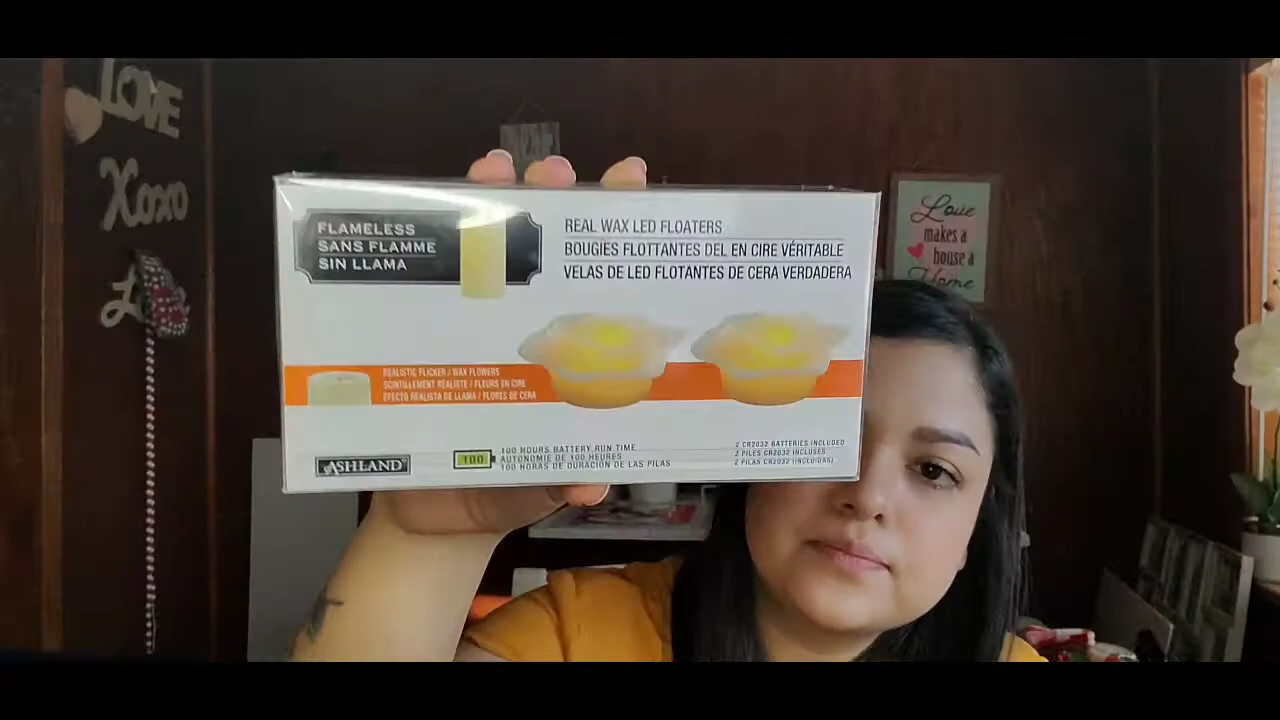 LOVE
Xoxo
FLAMELESS
SANS FLAMME
SIN LLAMA
REAL WAX LED FLOATERS
BOUGIES FLOTTANTES DEL EN CIRE VÉRITABLE
VELAS DE LED FLOTANTES DE CERA VERDADERA
REALISTIC FLICKER / WAX FLOWERS
SCINTILLEMENT RÉALISTE / FLEURS EN CIRE
EFECTO REALISTA DE LLAMA / FLORES DE CERA
ASHLAND
100
100 HOURS BATTERY RUN TIME
AUTONOMIE DE 100 HEURES
100 HORAS DE DURACIÓN DE LAS PILAS
2 CR2032 BATTERIES INCLUDED
2 PILES CR2032 INCLUSES
2 PILAS CR2032 (INCLUIDAS)
Love
makes a
house a
Home